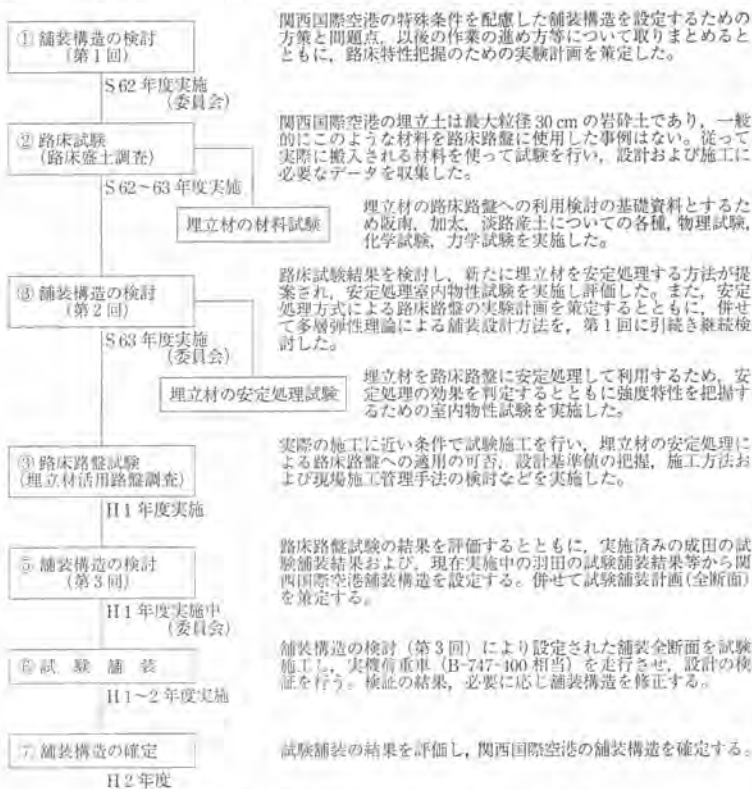 ① 舗装構造の検討
(第1回)
S 62 年度実施
(委員会)
関西国際空港の特殊条件を配慮した舗装構造を設定するための
方策と問題点、以後の作業の進め方等について取りまとめると
ともに、路床特性把握のための実験計画を策定した。
② 路床試験
(路床盛土調査)
S 62~63 年度実施
関西国際空港の埋立土は最大粒径 30 cm の岩砕土であり、一般
的にこのような材料を路床路盤に使用した事例はない。従って
実際に搬入される材料を使って試験を行い、設計および施工に
必要なデータを収集した。
埋立材の材料試験
埋立材の路床路盤への利用検討の基礎資料とするた
め阪南、加太、淡路産土についての各種、物理試験、
化学試験、力学試験を実施した。
③ 舗装構造の検討
(第2回)
S 63 年度実施
(委員会)
路床試験結果を検討し、新たに埋立材を安定処理する方法が提
案され、安定処理室内物性試験を実施し評価した。また、安定
処理方式による路床路盤の実験計画を策定するとともに、併せ
て多層弾性理論による舗装設計方法を、第1回に引続き継続検
討した。
埋立材の安定処理試験
埋立材を路床路盤に安定処理して利用するため、安
定処理の効果を判定するとともに強度特性を把握す
るための室内物性試験を実施した。
③ 路床路盤試験
(埋立材活用路盤調査)
H 1 年度実施
実際の施工に近い条件で試験施工を行い、埋立材の安定処理に
よる路床路盤への適用の可否、設計基準値の把握、施工方法お
よび現場施工管理手法の検討などを実施した。
⑤ 舗装構造の検討
(第3回)
H 1 年度実施中
(委員会)
路床路盤試験の結果を評価するとともに、実施済みの成田の試
験舗装結果および、現在実施中の羽田の試験舗装結果等から関
西国際空港舗装構造を設定する。併せて試験舗装計画(全断面)
を策定する。
⑥ 試 験 舗 装
H 1~2 年度実施
舗装構造の検討(第3回)により設定された舗装全断面を試験
施工し、実機荷重車(B-747-400 相当)を走行させ、設計の検
証を行う。検証の結果、必要に応じ舗装構造を修正する。
⑦ 舗装構造の確定
H 2 年度
試験舗装の結果を評価し、関西国際空港の舗装構造を確定する。